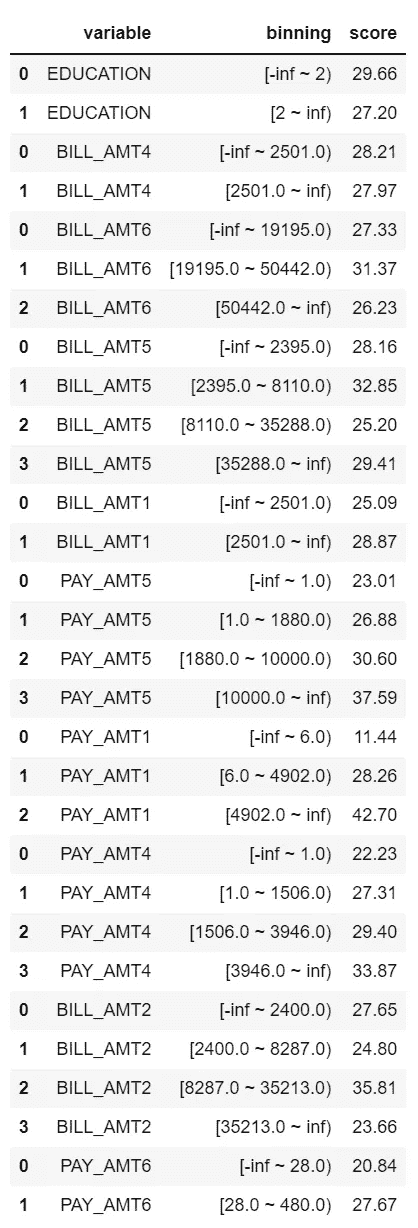 variable binning score
0 EDUCATION [-inf ~ 2) 29.66
1 EDUCATION [2 ~ inf) 27.20
0 BILL_AMT4 [-inf ~ 2501.0) 28.21
1 BILL_AMT4 [2501.0 ~ inf) 27.97
0 BILL_AMT6 [-inf ~ 19195.0) 27.33
1 BILL_AMT6 [19195.0 ~ 50442.0) 31.37
2 BILL_AMT6 [50442.0 ~ inf) 26.23
0 BILL_AMT5 [-inf ~ 2395.0) 28.16
1 BILL_AMT5 [2395.0 ~ 8110.0) 32.85
2 BILL_AMT5 [8110.0 ~ 35288.0) 25.20
3 BILL_AMT5 [35288.0 ~ inf) 29.41
0 BILL_AMT1 [-inf ~ 2501.0) 25.09
1 BILL_AMT1 [2501.0 ~ inf) 28.87
0 PAY_AMT5 [-inf ~ 1.0) 23.01
1 PAY_AMT5 [1.0 ~ 1880.0) 26.88
2 PAY_AMT5 [1880.0 ~ 10000.0) 30.60
3 PAY_AMT5 [10000.0 ~ inf) 37.59
0 PAY_AMT1 [-inf ~ 6.0) 11.44
1 PAY_AMT1 [6.0 ~ 4902.0) 28.26
2 PAY_AMT1 [4902.0 ~ inf) 42.70
0 PAY_AMT4 [-inf ~ 1.0) 22.23
1 PAY_AMT4 [1.0 ~ 1506.0) 27.31
2 PAY_AMT4 [1506.0 ~ 3946.0) 29.40
3 PAY_AMT4 [3946.0 ~ inf) 33.87
0 BILL_AMT2 [-inf ~ 2400.0) 27.65
1 BILL_AMT2 [2400.0 ~ 8287.0) 24.80
2 BILL_AMT2 [8287.0 ~ 35213.0) 35.81
3 BILL_AMT2 [35213.0 ~ inf) 23.66
0 PAY_AMT6 [-inf ~ 28.0) 20.84
1 PAY_AMT6 [28.0 ~ 480.0) 27.67